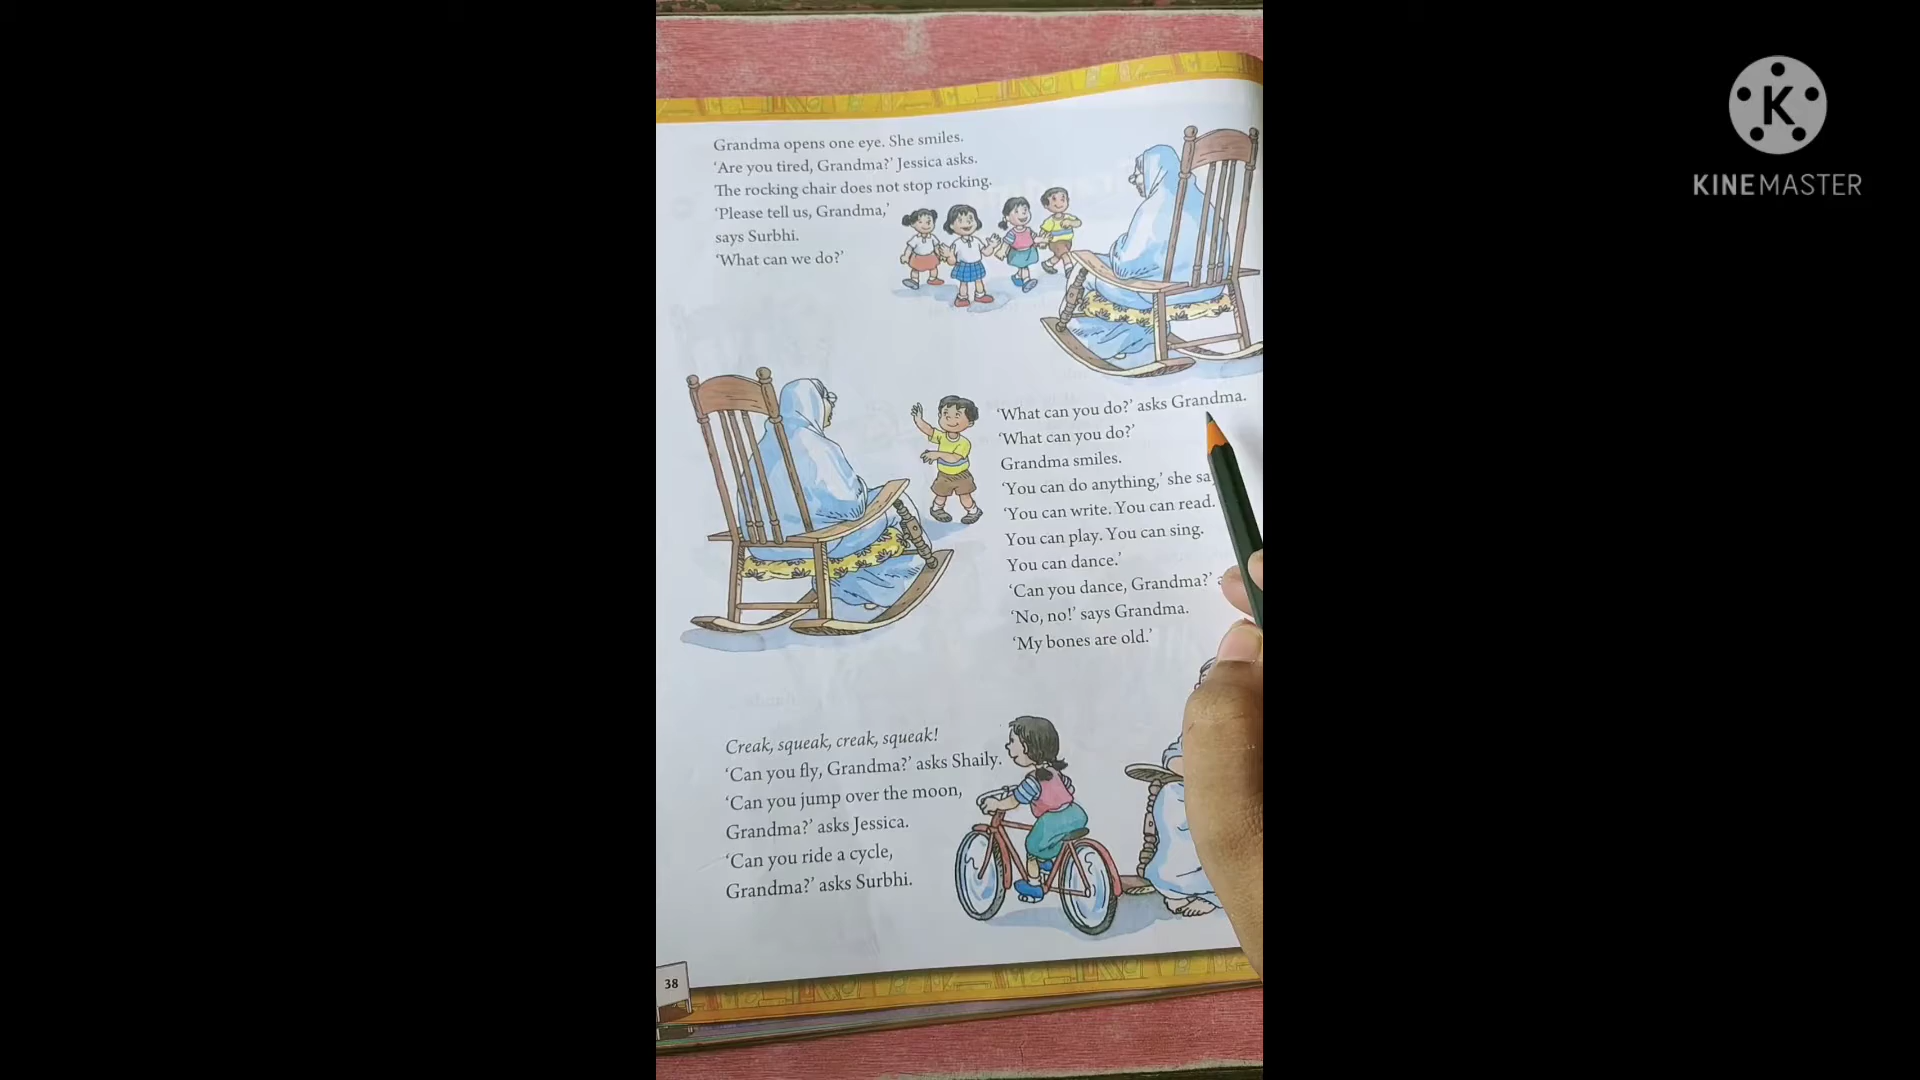 Grandma opens one eye. She smiles.
‘Are you tired, Grandma?’ Jessica asks.
The rocking chair does not stop rocking.
‘Please tell us, Grandma,’
says Surbhi.
‘What can we do?’
‘What can you do?’ asks Grandma.
‘What can you do?’
Grandma smiles.
‘You can do anything,’ she
‘You can write. You can read.
You can play. You can sing.
You can dance.’
‘Can you dance, Grandma?’
‘No, no!’ says Grandma.
‘My bones are old.’
Creak, squeak, creak, squeak!
‘Can you fly, Grandma?’ asks Shaily.
‘Can you jump over the moon,
Grandma?’ asks Jessica.
‘Can you ride a cycle,
Grandma?’ asks Surbhi.
38
K
KINEMASTER